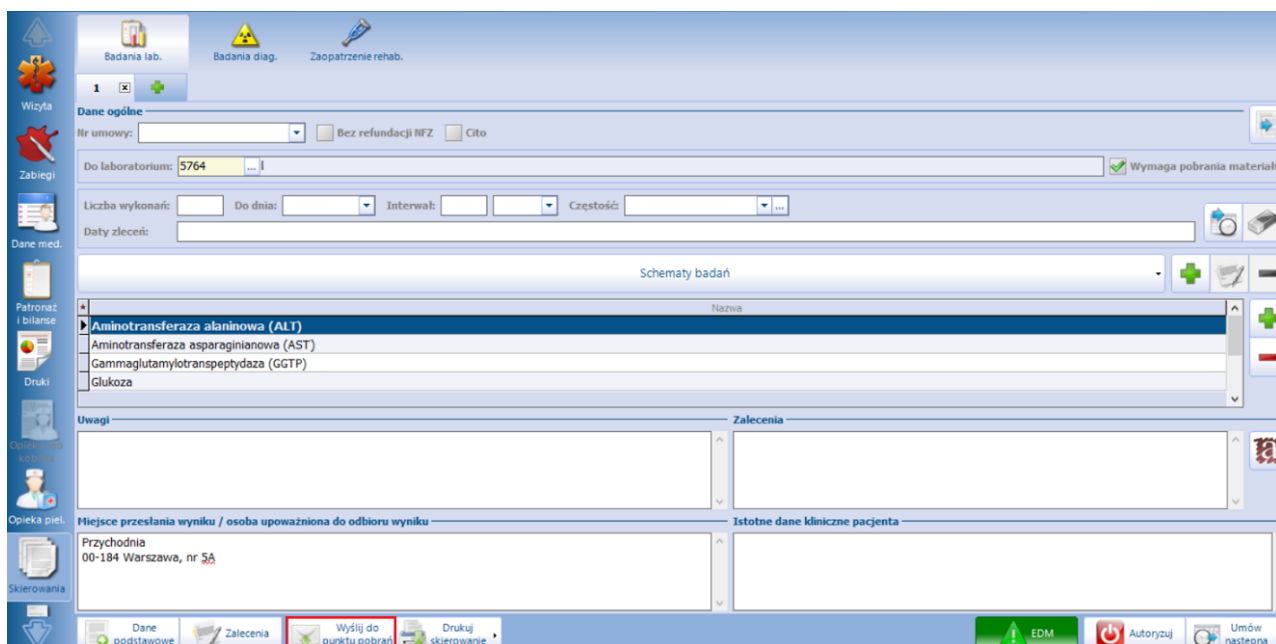 Badania lab.
Badania diag.
Zaopatrzenie rehab.
1
Wizyta
Dane ogólne
Nr umowy:
Bez refundacji NFZ
Cito
Zabiegi
Do laboratorium: 5764 ... l
Wymaga pobrania materiału
Liczba wykonań:
Do dnia:
Interwał:
Częstość:
...
Dane med.
Daty zleceń:
Schematy badań
Patronaż
i bilanse
Nazwa
Aminotransferaza alaninowa (ALT)
Aminotransferaza asparaginianowa (AST)
Gammaglutamylotranspeptydaza (GGTP)
Glukoza
Druki
Uwagi
Zalecenia
Opieka piel.
Miejsce przesłania wyniku / osoba upoważniona do odbioru wyniku
Istotne dane kliniczne pacjenta
Przychodnia
00-184 Warszawa, nr 5A
Skierowania
Dane
podstawowe
Zalecenia
Wyślij do
punktu pobrań
Drukuj
skierowanie
EDM
Autoryzuj
Umów
następną